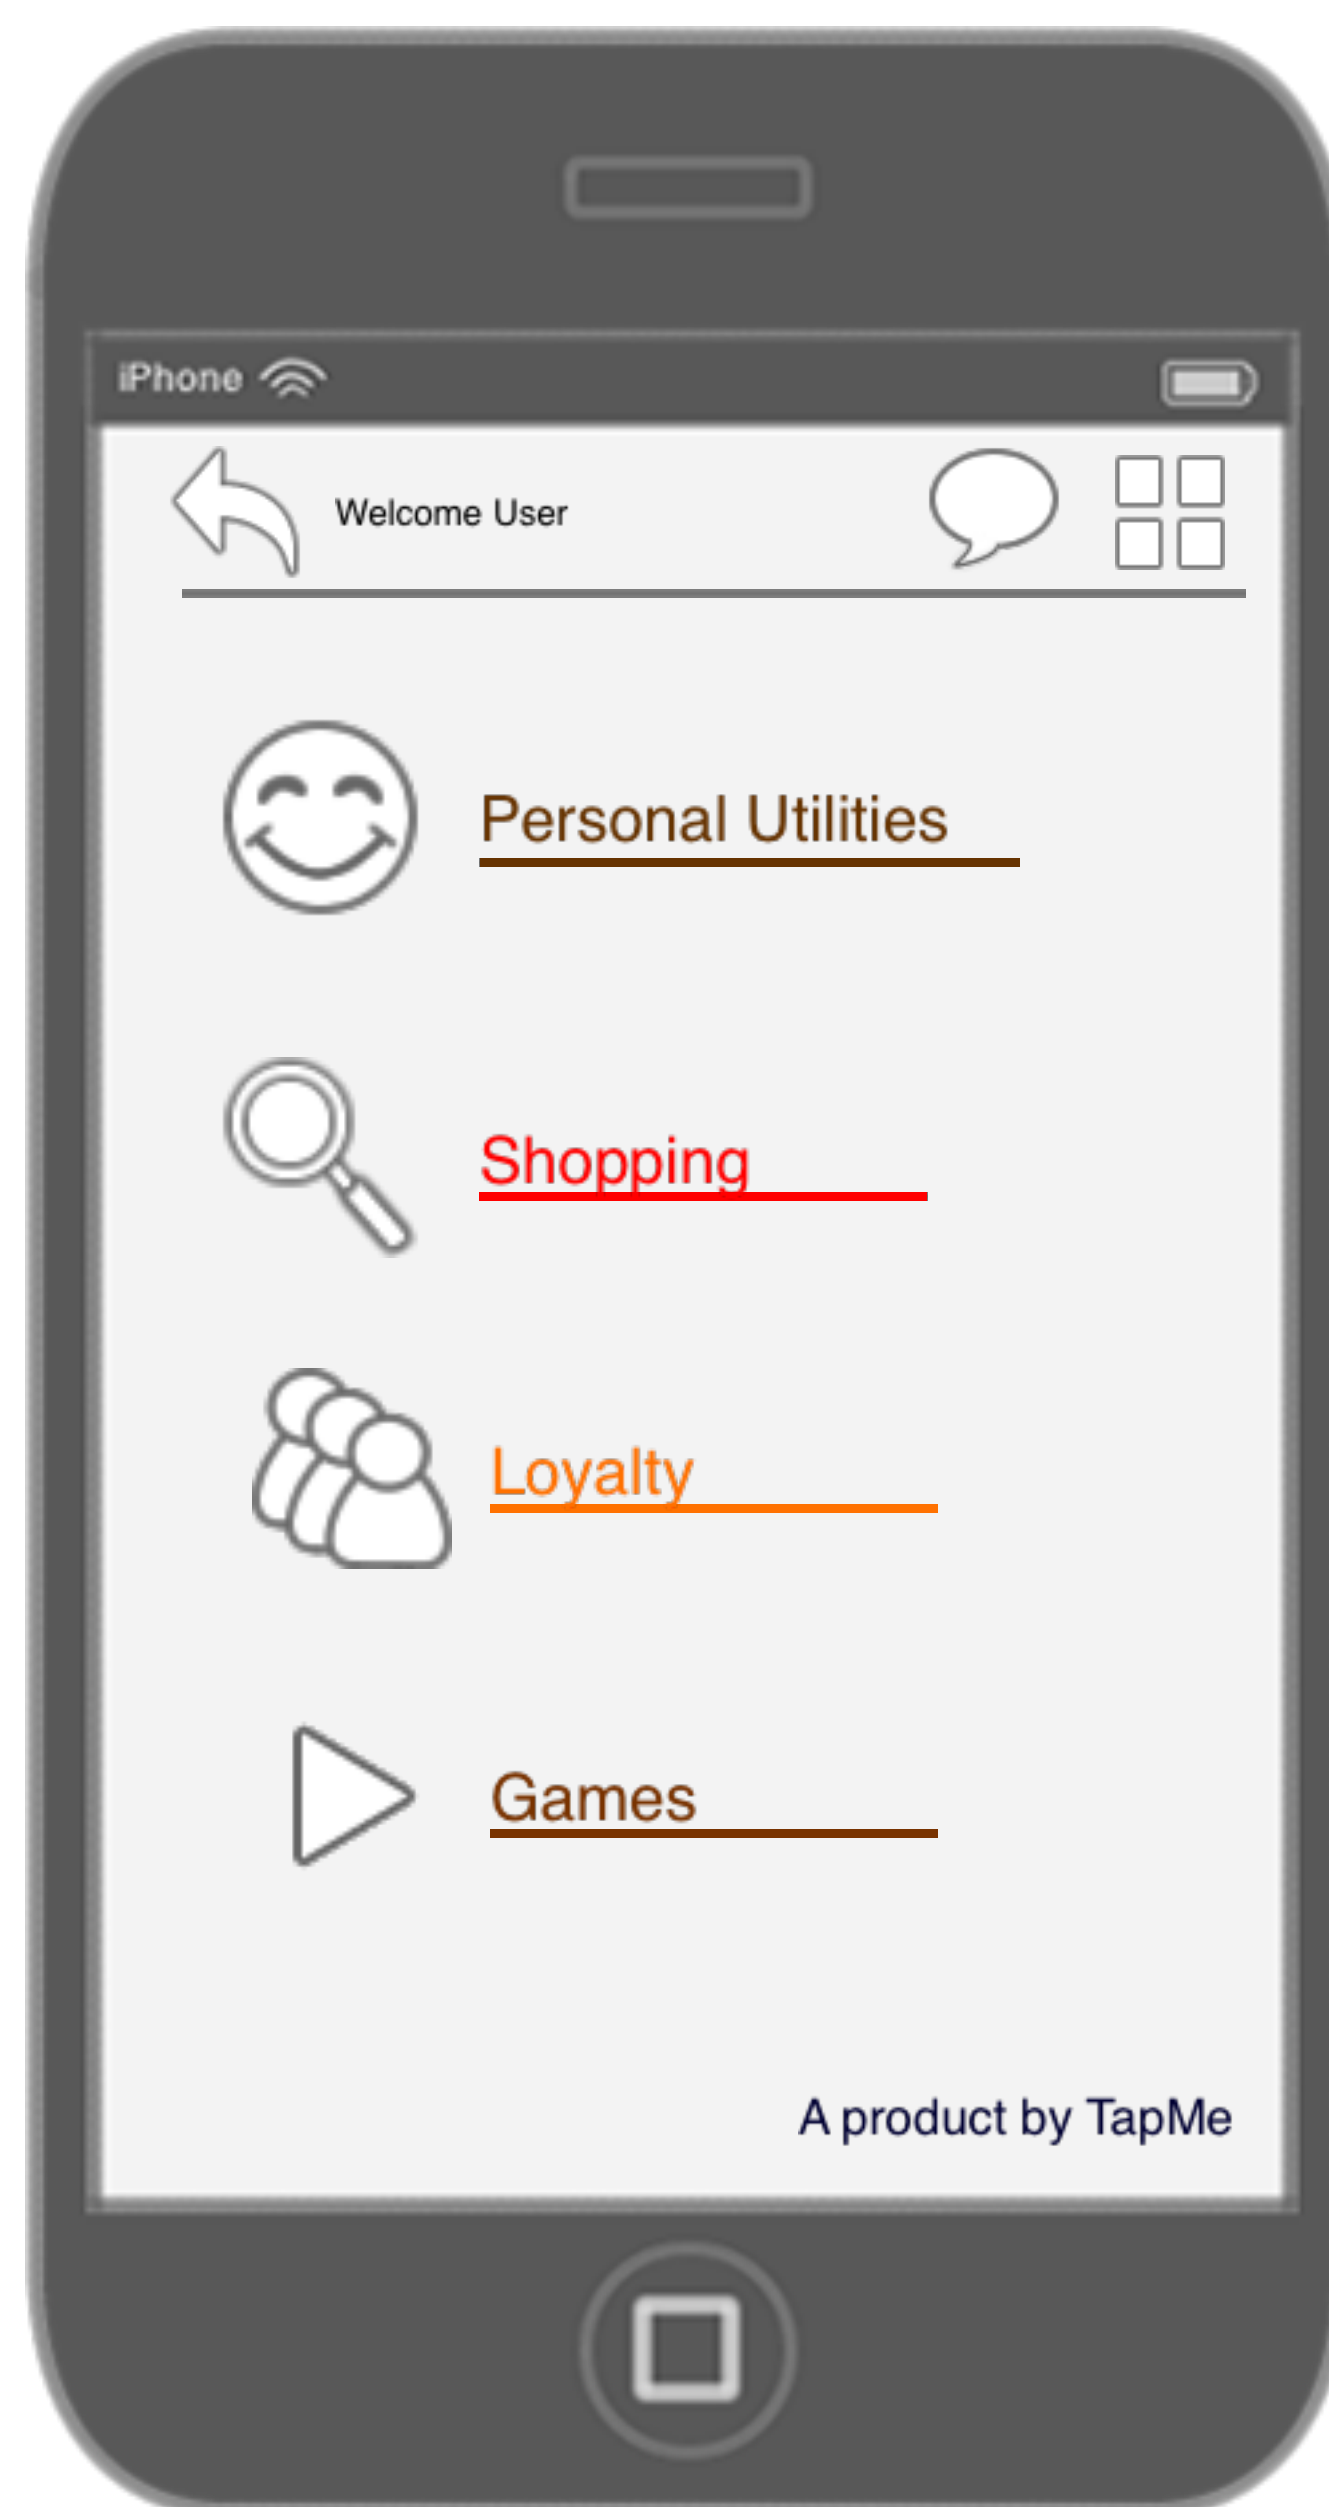 iPhone
Welcome User
Personal Utilities
Shopping
Loyalty
Games
A product by TapMe